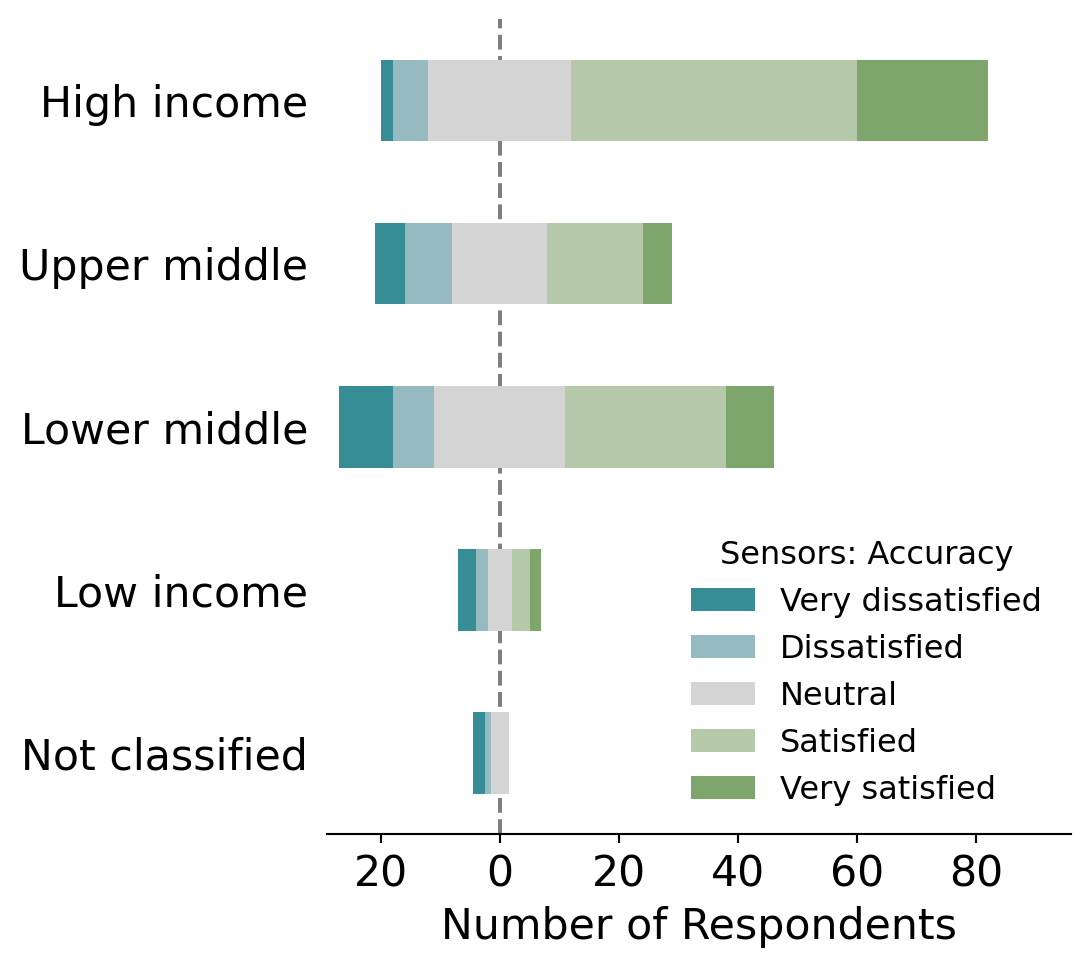 High income
Upper middle
Lower middle
Low income
Not classified
Sensors: Accuracy
Very dissatisfied
Dissatisfied
Neutral
Satisfied
Very satisfied
20 0 20 40 60 80
Number of Respondents